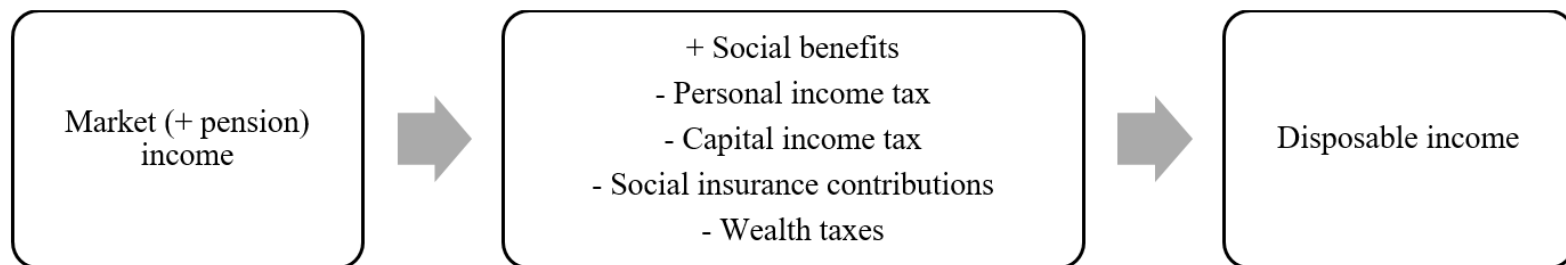 Market (+ pension)
income
+ Social benefits
- Personal income tax
- Capital income tax
- Social insurance contributions
- Wealth taxes
Disposable income